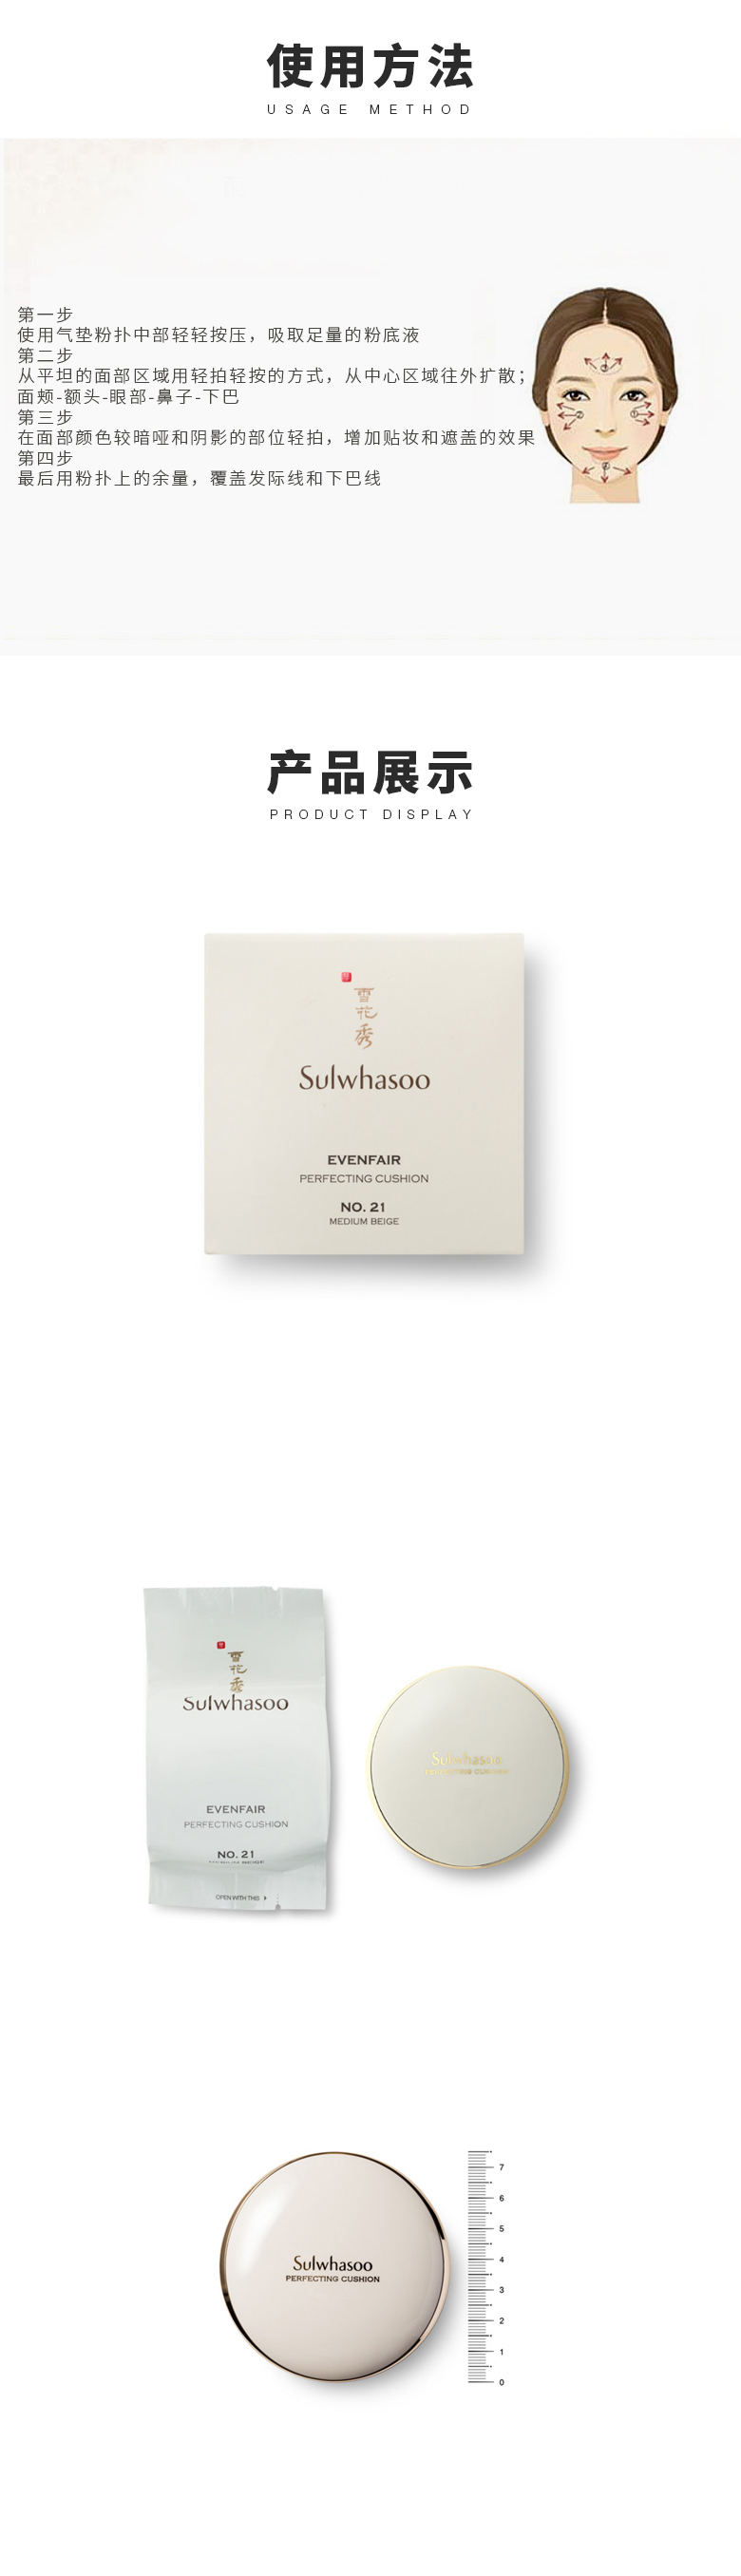 使用方法
USAGE METHOD
第一步
使用气垫粉扑中部轻轻按压，吸取足量的粉底液
第二步
从平坦的面部区域用轻拍轻按的方式，从中心区域往外扩散；
面颊-额头-眼部-鼻子-下巴
第三步
在面部颜色较暗哑和阴影的部位轻拍，增加贴妆和遮盖的效果
第四步
最后用粉扑上的余量，覆盖发际线和下巴线
产品展示
PRODUCT DISPLAY
雪花秀
Sulwhasoo
EVENFAIR
PERFECTING CUSHION
NO. 21
MEDIUM BEIGE
雪花秀
Sulwhasoo
EVENFAIR
PERFECTING CUSHION
NO. 21
OPEN WITH THIS
Sulwhasoo
Sulwhasoo
PERFECTING CUSHION
7
6
5
4
3
2
1
0